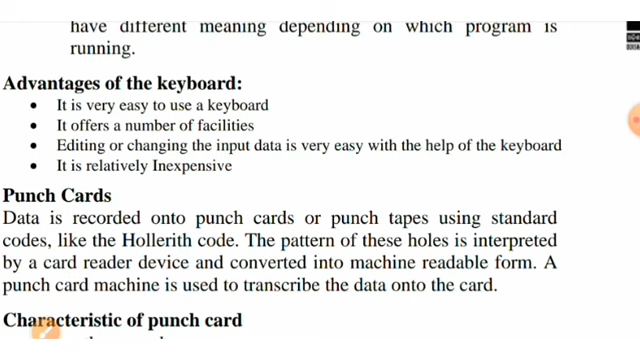 have different meaning depending on which program is
running.
Advantages of the keyboard:
• It is very easy to use a keyboard
• It offers a number of facilities
• Editing or changing the input data is very easy with the help of the keyboard
• It is relatively Inexpensive
Punch Cards
Data is recorded onto punch cards or punch tapes using standard
codes, like the Hollerith code. The pattern of these holes is interpreted
by a card reader device and converted into machine readable form. A
punch card machine is used to transcribe the data onto the card.
Characteristic of punch card